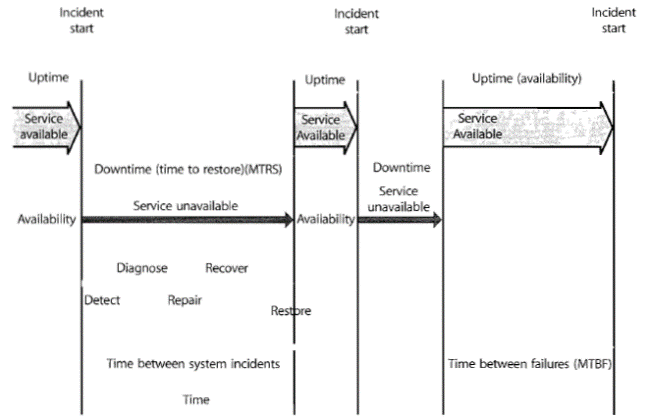 Incident
start
Incident
start
Incident
start
Uptime
Uptime
Uptime (availability)
Service
available
Service
Available
Service
Available
Downtime (time to restore)(MTRS)
Downtime
Service unavailable
Service
unavailable
Availability
Availability
Diagnose
Recover
Detect
Repair
Restore
Time between system incidents
Time between failures (MTBF)
Time